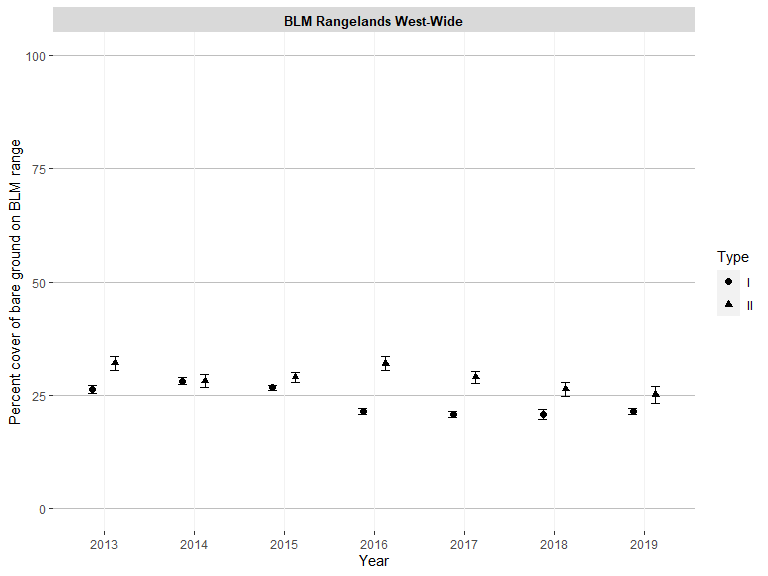 BLM Rangelands West-Wide
Percent cover of bare ground on BLM range
100
75
50
25
0
2013 2014 2015 2016 2017 2018 2019
Year
Type
I
II